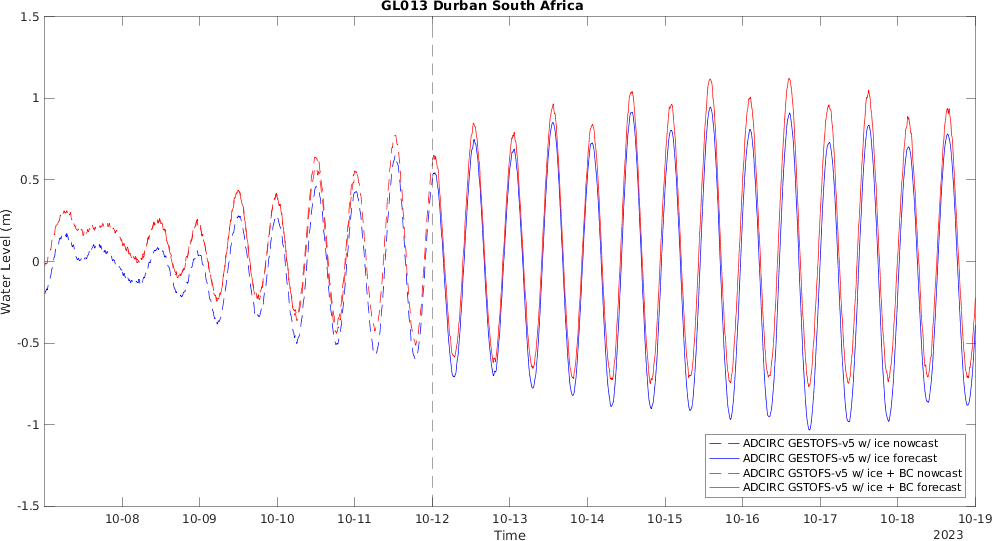 GL013 Durban South Africa
1.5
1
0.5
0
-0.5
-1
-1.5
Water Level (m)
ADCIRC GESTOFS-v5 w/ ice nowcast
ADCIRC GESTOFS-v5 w/ ice forecast
ADCIRC GSTOFS-v5 w/ ice + BC nowcast
ADCIRC GSTOFS-v5 w/ ice + BC forecast
10-08 10-09 10-10 10-11 10-12 10-13 10-14 10-15 10-16 10-17 10-18 10-19
Time
2023